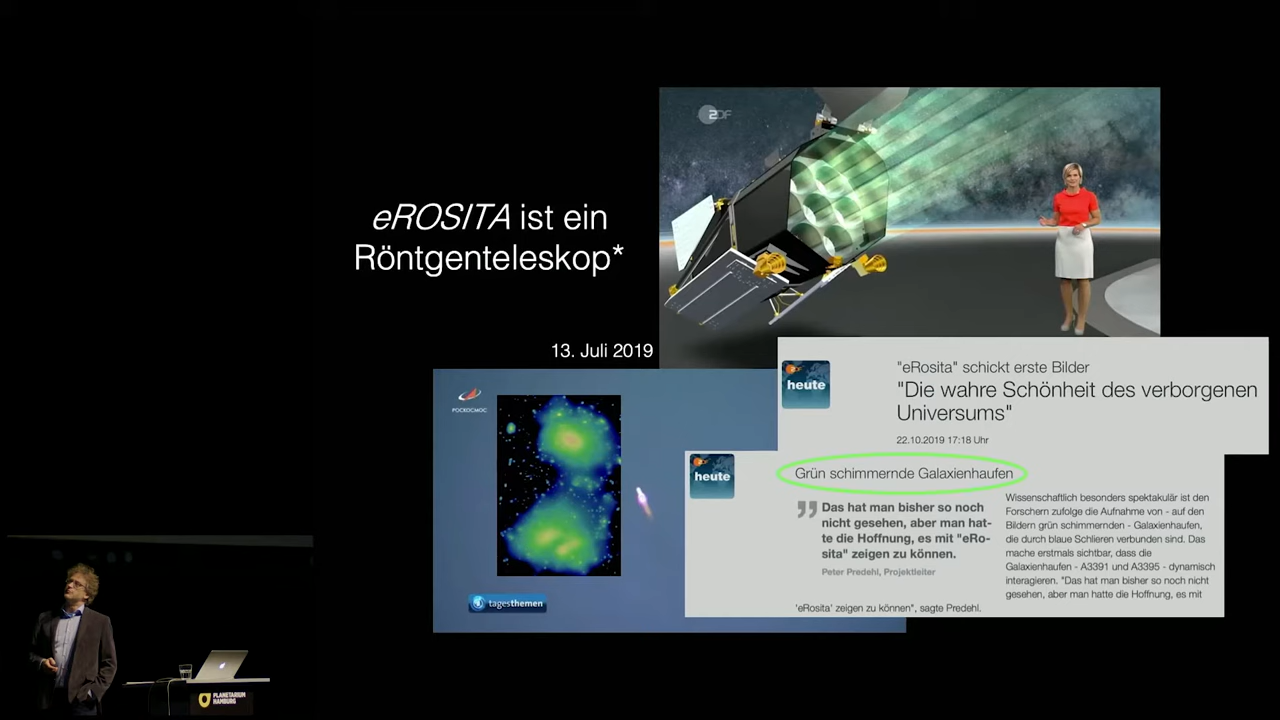 ZDF
eROSITA ist ein
Röntgenteleskop*
13. Juli 2019
РОСКОСМОС
tagesthemen
heute
"eRosita" schickt erste Bilder
"Die wahre Schönheit des verborgenen
Universums"
22.10.2019 17:18 Uhr
heute
Grün schimmernde Galaxienhaufen
Das hat man bisher so noch
nicht gesehen, aber man hat-
te die Hoffnung, es mit "eRo-
sita" zeigen zu können.
Peter Predehl, Projektleiter
'eRosita' zeigen zu können", sagte Predehl.
Wissenschaftlich besonders spektakulär ist den
Forschern zufolge die Aufnahme von - auf den
Bildern grün schimmernden - Galaxienhaufen,
die durch blaue Schlieren verbunden sind. Das
mache erstmals sichtbar, dass die
Galaxienhaufen - A3391 und A3395 - dynamisch
interagieren. "Das hat man bisher so noch nicht
gesehen, aber man hatte die Hoffnung, es mit
PLANETARIUM
HAMBURG